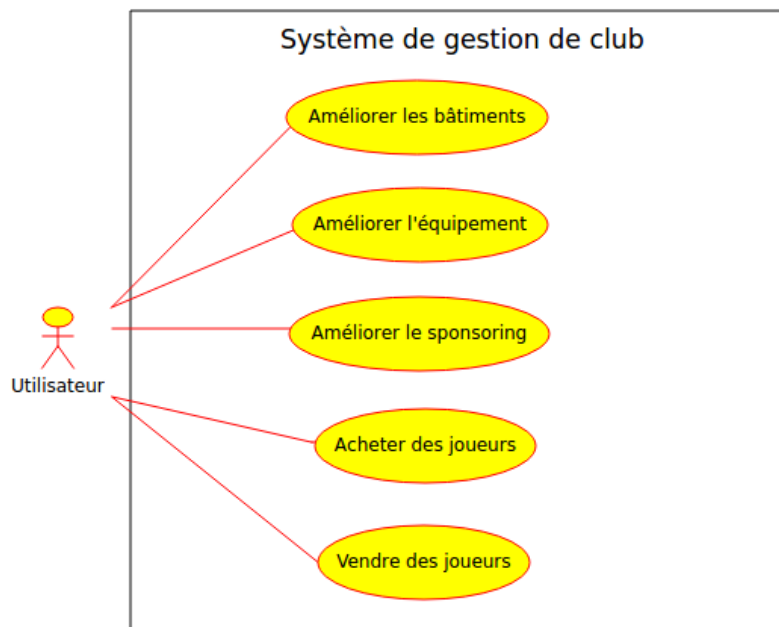 Système de gestion de club
Améliorer les bâtiments
Améliorer l'équipement
Améliorer le sponsoring
Utilisateur
Acheter des joueurs
Vendre des joueurs